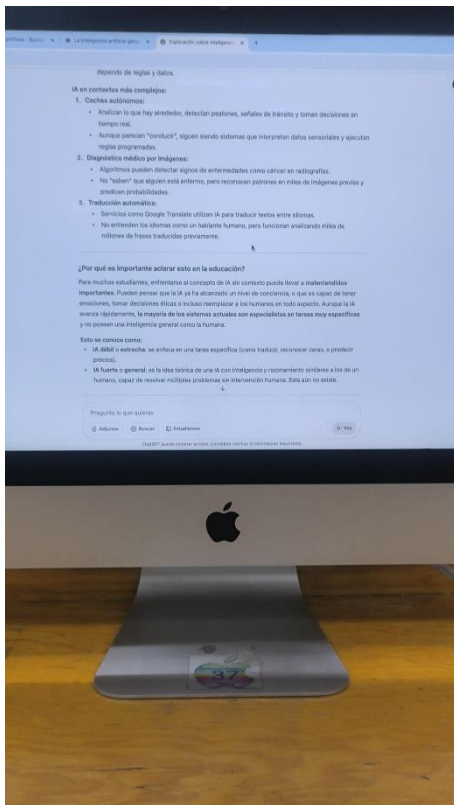 La inteligencia artificia gene
Explicación sobre inteligenc
depende de reglas y datos.
IA en contextos más complejos:
1. Coches autónomos:
Analizan lo que hay alrededor, detectan peatones, señales de tránsito y toman decisiones en
tiempo real.
Aunque parecen "conducir", siguen siendo sistemas que interpretan datos sensoriales y ejecutan
reglas programadas.
2. Diagnóstico médico por imágenes:
Algoritmos pueden detectar signos de enfermedades como cáncer en radiografías.
No "saben" que alguien está enfermo, pero reconocen patrones en miles de imágenes previas y
predicen probabilidades.
3. Traducción automática:
Servicios como Google Translate utilizan IA para traducir textos entre idiomas.
No entienden los idiomas como un hablante humano, pero funcionan analizando miles de
millones de frases traducidas previamente.
¿Por qué es importante aclarar esto en la educación?
Para muchos estudiantes, enfrentarse al concepto de IA sin contexto puede llevar a malentendidos
importantes. Pueden pensar que la IA ya ha alcanzado un nivel de conciencia, o que es capaz de tener
emociones, tomar decisiones éticas o incluso reemplazar a los humanos en todo aspecto. Aunque la IA
avanza rápidamente, la mayoría de los sistemas actuales son especialistas en tareas muy específicas
y no poseen una inteligencia general como la humana.
Esto se conoce como:
IA débil o estrecha: se enfoca en una tarea específica (como traducir, reconocer caras, o predecir
precios).
IA fuerte o general: es la idea teórica de una IA con inteligencia y razonamiento similares a los de un
humano, capaz de resolver múltiples problemas sin intervención humana. Esta aún no existe.
Pregunta lo que quieras
Adjuntar Buscar Estudiemos Voz
ChatGPT puede cometer errores. Considera verificar la información importante.
37